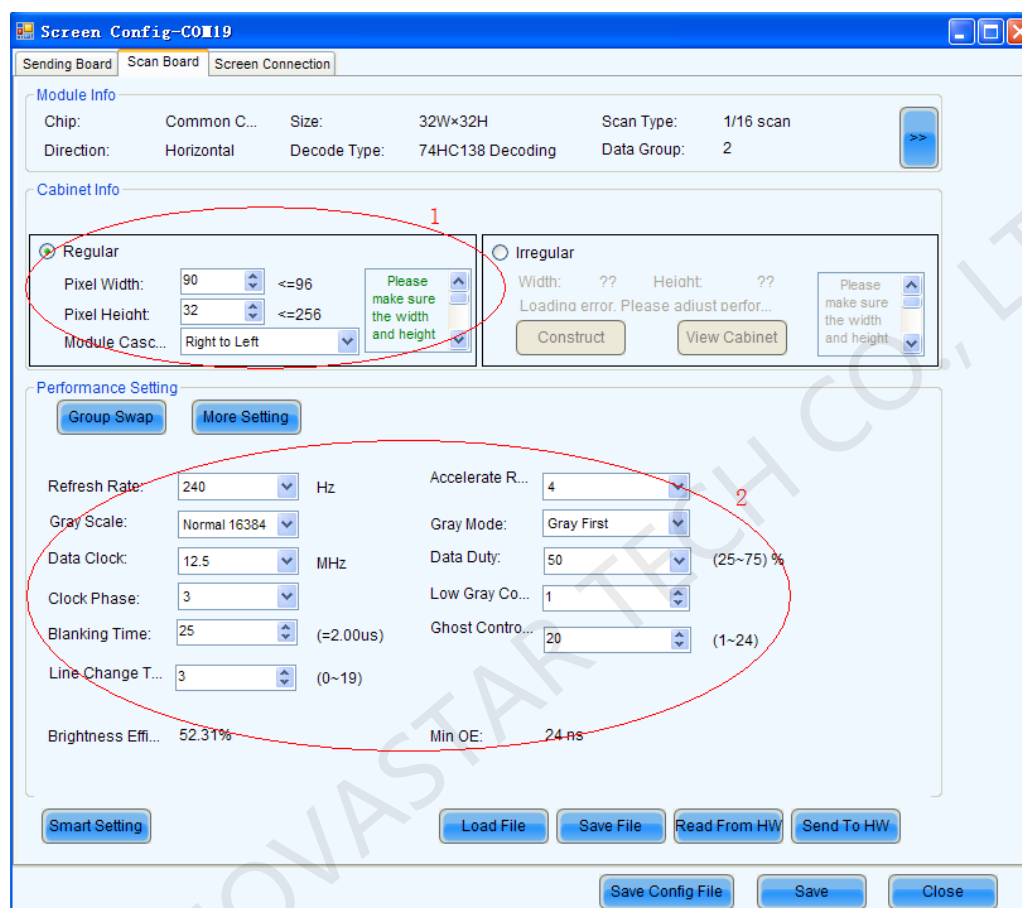 Screen Config-COM19
Sending Board Scan Board Screen Connection
Module Info
Chip: Common C... Size: 32W×32H Scan Type: 1/16 scan
Direction: Horizontal Decode Type: 74HC138 Decoding Data Group: 2
>>
Cabinet Info
1
Regular
Pixel Width: 90 <=96
Pixel Height: 32 <=256
Module Casc... Right to Left
Please
make sure
the width
and height
Irregular
Width: ?? Height: ??
Loading error. Please adjust perfor...
Construct View Cabinet
Please
make sure
the width
and height
Performance Setting
Group Swap More Setting
Refresh Rate: 240 Hz Accelerate R... 4
2
Gray Scale: Normal 16384 Gray Mode: Gray First
Data Clock: 12.5 MHz Data Duty: 50 (25~75) %
Clock Phase: 3 Low Gray Co... 1
Blanking Time: 25 (=2.00us) Ghost Contro... 20 (1~24)
Line Change T... 3 (0~19)
Brightness Effi... 52.31% Min OE: 24 ns
Smart Setting Load File Save File Read From HW Send To HW
Save Config File Save Close
OVASTAR TECH CO., L